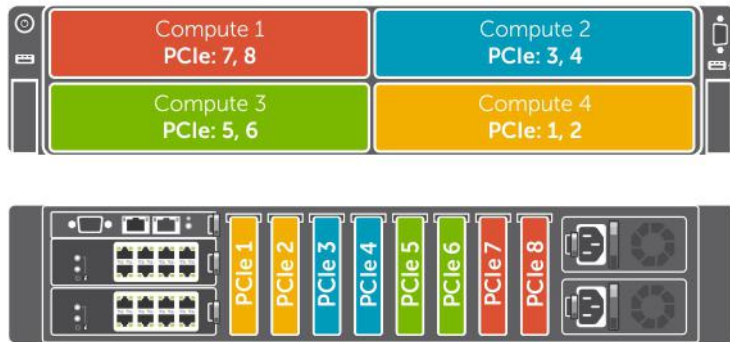 Compute 1
PCIe: 7, 8
Compute 2
PCIe: 3, 4
Compute 3
PCIe: 5, 6
Compute 4
PCIe: 1, 2
PCIe 1
PCIe 2
PCIe 3
PCIe 4
PCIe 5
PCIe 6
PCIe 7
PCIe 8